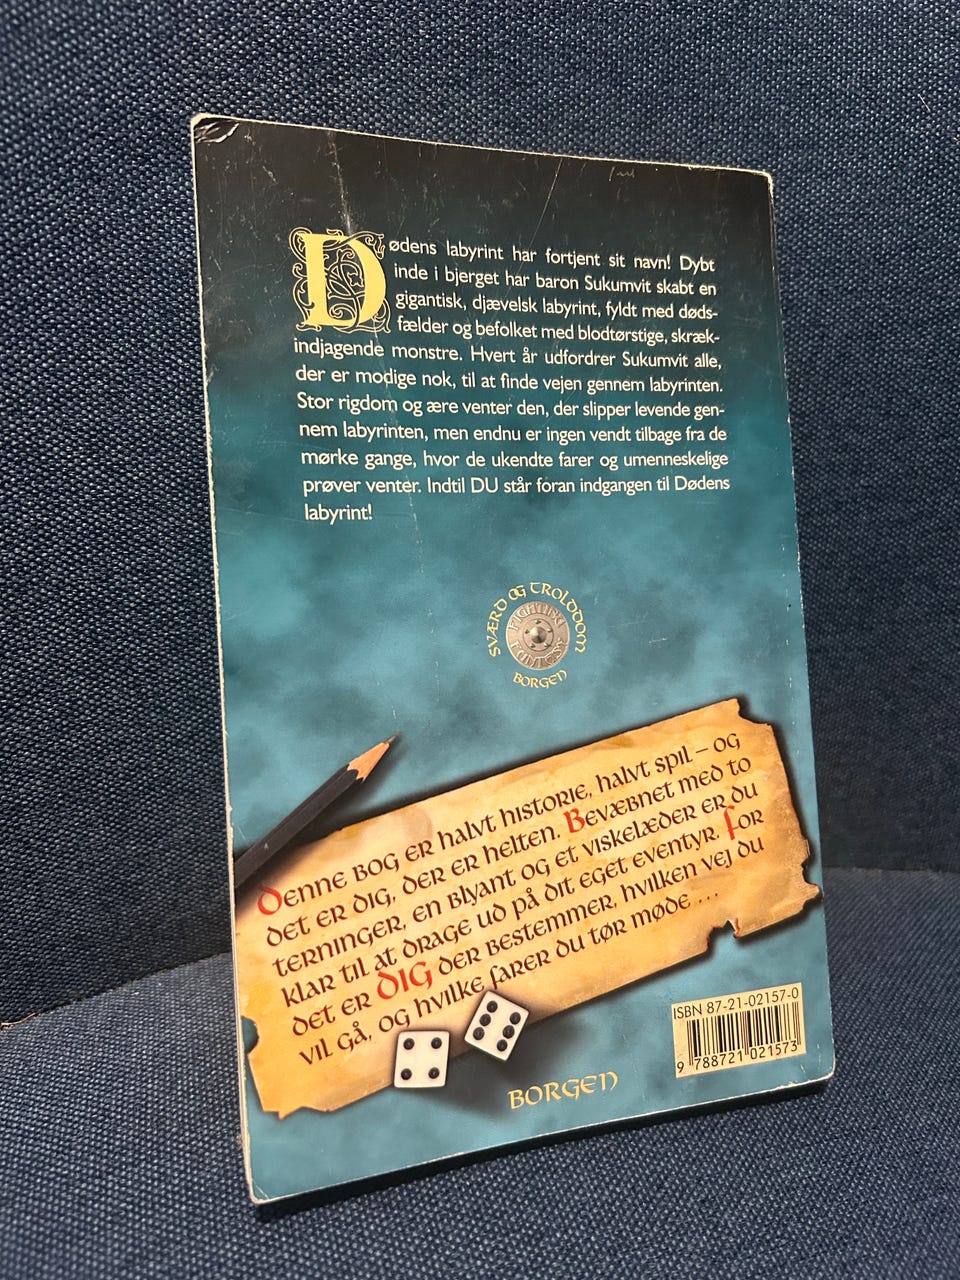 Dødens labyrint har fortjent sit navn! Dybt
inde i bjerget har baron Sukumvit skabt en
gigantisk, djævelsk labyrint, fyldt med døds-
fælder og befolket med blodtørstige, skræk-
indjagende monstre. Hvert år udfordrer Sukumvit alle,
der er modige nok, til at finde vejen gennem labyrinten.
Stor rigdom og ære venter den, der slipper levende gen-
nem labyrinten, men endnu er ingen vendt tilbage fra de
mørke gange, hvor de ukendte farer og umenneskelige
prøver venter. Indtil DU står foran indgangen til Dødens
labyrint!
SVÆRD OG TROLDDOM
FIGHTING
FANTASY
BORGEN
Denne bog er halvt historie, halvt spil – og
det er dig, der er helten. Bevæbnet med to
terninger, en blyant og et viskelæder er du
klar til at drage ud på dit eget eventyr. For
det er DIG der bestemmer, hvilken vej du
vil gå, og hvilke farer du tør møde ...
ISBN 87-21-02157-0
9 788721 021573
BORGEN